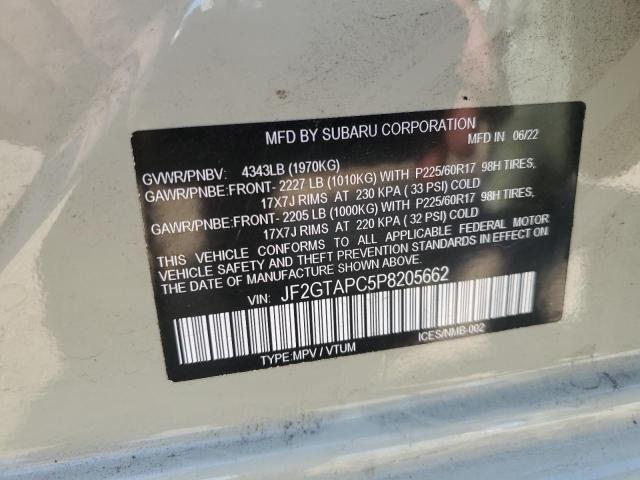 MFD BY SUBARU CORPORATION
MFD IN 06/22
GVWR/PNBV: 4343LB (1970KG)
GAWR/PNBE:FRONT- 2227 LB (1010KG) WITH P225/60R17 98H TIRES,
17X7J RIMS AT 230 KPA (33 PSI) COLD
GAWR/PNBE:FRONT- 2205 LB (1000KG) WITH P225/60R17 98H TIRES,
17X7J RIMS AT 220 KPA (32 PSI) COLD
THIS VEHICLE CONFORMS TO ALL APPLICABLE FEDERAL MOTOR
VEHICLE SAFETY AND THEFT PREVENTION STANDARDS IN EFFECT ON
THE DATE OF MANUFACTURE SHOWN ABOVE.
VIN: JF2GTAPC5P8205662
TYPE:MPV / VTUM
ICES/NMB-002